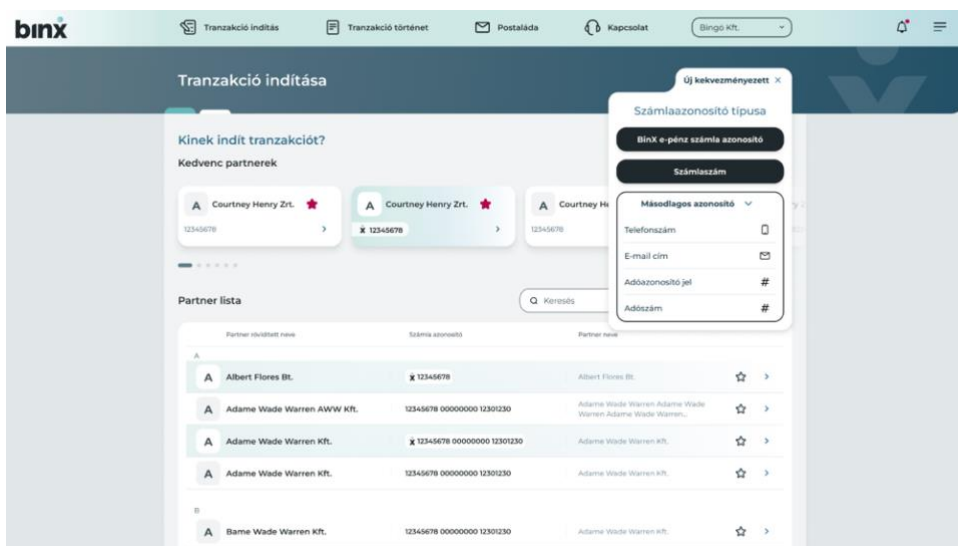 binx
Tranzakció indítás
Tranzakció történet
Postaláda
Kapcsolat
Bingo Kft.
Tranzakció indítása
Új kekvezményezett ×
Számlaazonosító típusa
BinX e-pénz számla azonosító
Számlaszám
Másodlagos azonosító
Telefonszám
E-mail cím
Adóazonosító jel #
Adószám #
Kinek indít tranzakciót?
Kedvenc partnerek
A Courtney Henry Zrt.
12345678
A Courtney Henry Zrt.
12345678
A Courtney He
12345678
Partner lista
Keresés
Partner rövidített neve Számla azonosító Partner neve
A
A Albert Flores Bt. 12345678 Albert Flores Bt.
A Adame Wade Warren AWW Kft. 12345678 00000000 12301230 Adame Wade Warren Adame Wade
Warren Adame Wade Warren...
A Adame Wade Warren Kft. 12345678 00000000 12301230 Adame Wade Warren Kft.
A Adame Wade Warren Kft. 12345678 00000000 12301230 Adame Wade Warren Kft.
B
A Bame Wade Warren Kft. 12345678 00000000 12301230 Adame Wade Warren Kft.